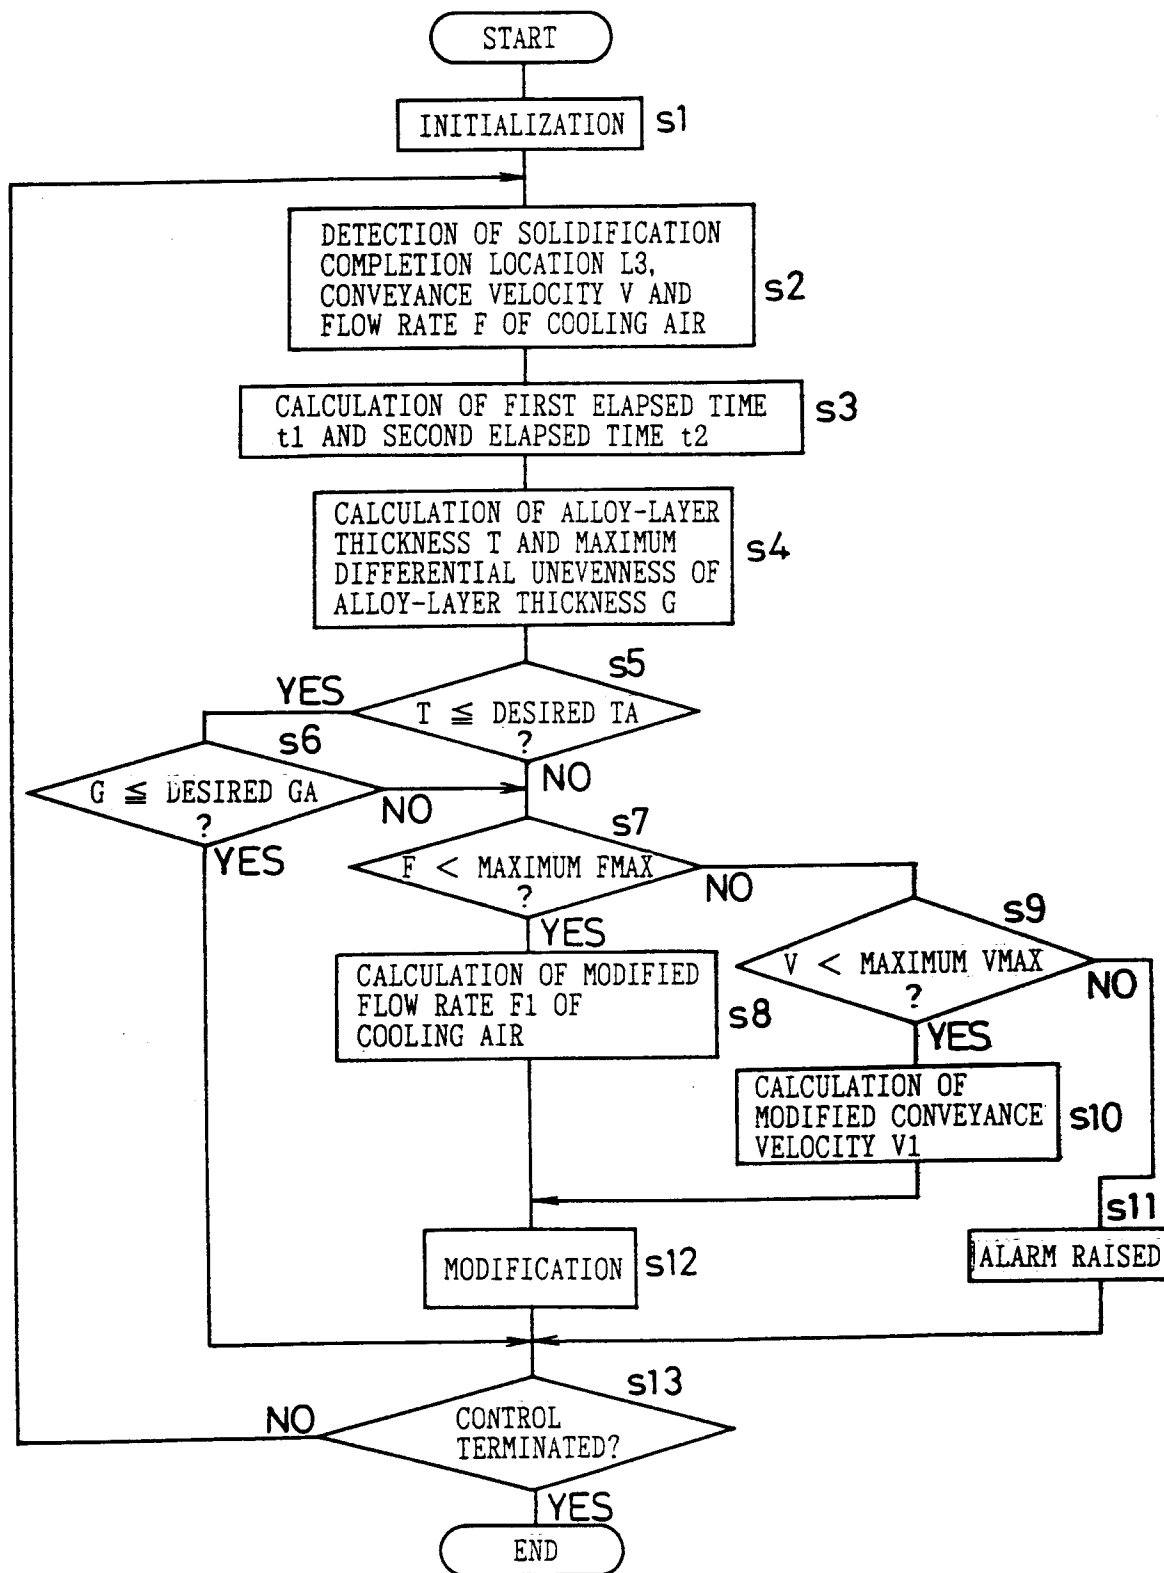 START
INITIALIZATION
s1
DETECTION OF SOLIDIFICATION
COMPLETION LOCATION L3,
CONVEYANCE VELOCITY V AND
FLOW RATE F OF COOLING AIR
s2
CALCULATION OF FIRST ELAPSED TIME
t1 AND SECOND ELAPSED TIME t2
s3
CALCULATION OF ALLOY-LAYER
THICKNESS T AND MAXIMUM
DIFFERENTIAL UNEVENNESS OF
ALLOY-LAYER THICKNESS G
s4
s5
YES
T ≦ DESIRED TA
?
NO
s6
G ≦ DESIRED GA
?
NO
YES
s7
F < MAXIMUM FMAX
?
NO
YES
s9
V < MAXIMUM VMAX
?
NO
YES
CALCULATION OF MODIFIED
FLOW RATE F1 OF
COOLING AIR
s8
CALCULATION OF
MODIFIED CONVEYANCE
VELOCITY V1
s10
s11
ALARM RAISED
MODIFICATION
s12
s13
CONTROL
TERMINATED?
NO
YES
END